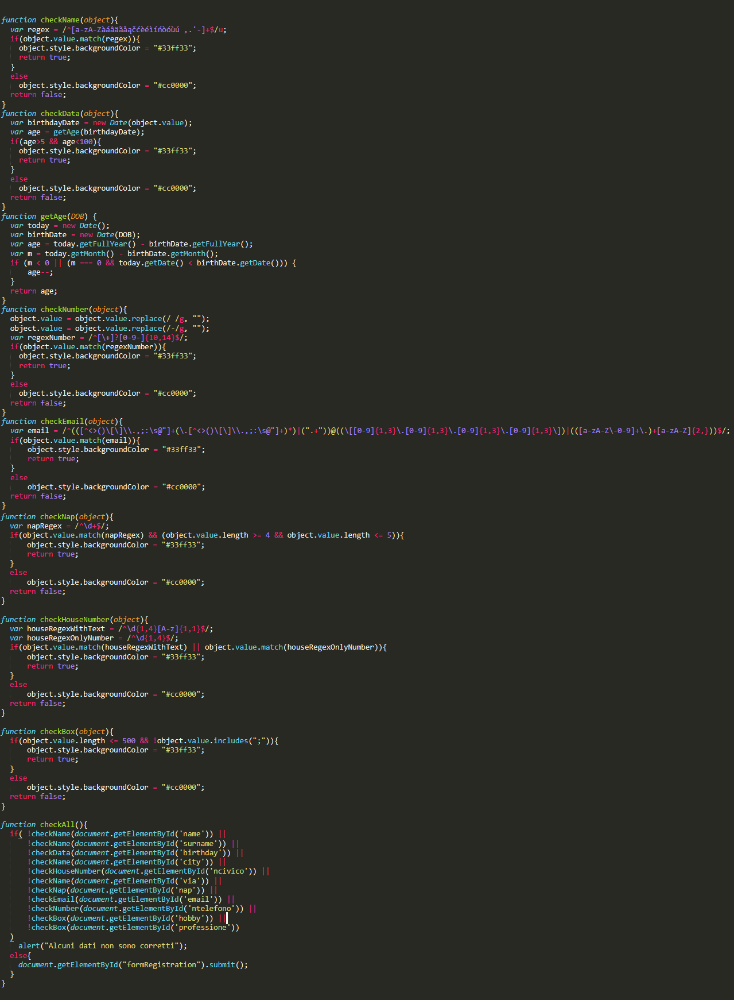 function checkName(object){
  var regex = /^[a-zA-Zàáâäãåąčćèéìíńòóùú ,.'-]+$/u;
  if(object.value.match(regex)){
    object.style.backgroundColor = "#33ff33";
    return true;
  }
  else
    object.style.backgroundColor = "#cc0000";
  return false;
}
function checkData(object){
  var birthdayDate = new Date(object.value);
  var age = getAge(birthdayDate);
  if(age>5 && age<100){
    object.style.backgroundColor = "#33ff33";
    return true;
  }
  else
    object.style.backgroundColor = "#cc0000";
  return false;
}
function getAge(DOB) {
  var today = new Date();
  var birthDate = new Date(DOB);
  var age = today.getFullYear() - birthDate.getFullYear();
  var m = today.getMonth() - birthDate.getMonth();
  if (m < 0 || (m === 0 && today.getDate() < birthDate.getDate())) {
      age--;
  }
  return age;
}
function checkNumber(object){
  object.value = object.value.replace(/ /g, "");
  object.value = object.value.replace(/-/g, "");
  var regexNumber = /^[\+]?[0-9-]{10,14}$/;
  if(object.value.match(regexNumber)){
    object.style.backgroundColor = "#33ff33";
    return true;
  }
  else
    object.style.backgroundColor = "#cc0000";
  return false;
}
function checkEmail(object){
  var email = /^(([^<>()\[\]\\.,;:\s@"]+(\.[^<>()\[\]\\.,;:\s@"]+)*)|(".+"))@((\[[0-9]{1,3}\.[0-9]{1,3}\.[0-9]{1,3}\.[0-9]{1,3}\])|(([a-zA-Z\-0-9]+\.)+[a-zA-Z]{2,}))$/;
  if(object.value.match(email)){
      object.style.backgroundColor = "#33ff33";
      return true;
  }
  else
      object.style.backgroundColor = "#cc0000";
  return false;
}
function checkNap(object){
  var napRegex = /^\d+$/;
  if(object.value.match(napRegex) && (object.value.length >= 4 && object.value.length <= 5)){
      object.style.backgroundColor = "#33ff33";
      return true;
  }
  else
      object.style.backgroundColor = "#cc0000";
  return false;
}

function checkHouseNumber(object){
  var houseRegexWithText = /^\d{1,4}[A-z]{1,1}$/;
  var houseRegexOnlyNumber = /^\d{1,4}$/;
  if(object.value.match(houseRegexWithText) || object.value.match(houseRegexOnlyNumber)){
      object.style.backgroundColor = "#33ff33";
      return true;
  }
  else
      object.style.backgroundColor = "#cc0000";
  return false;
}

function checkBox(object){
  if(object.value.length <= 500 && !object.value.includes(";")){
      object.style.backgroundColor = "#33ff33";
      return true;
  }
  else
      object.style.backgroundColor = "#cc0000";
  return false;
}

function checkAll(){
  if( !checkName(document.getElementById('name')) ||
      !checkName(document.getElementById('surname')) ||
      !checkData(document.getElementById('birthday')) ||
      !checkName(document.getElementById('city')) ||
      !checkHouseNumber(document.getElementById('ncivico')) ||
      !checkName(document.getElementById('via')) ||
      !checkNap(document.getElementById('nap')) ||
      !checkEmail(document.getElementById('email')) ||
      !checkNumber(document.getElementById('ntelefono')) ||
      !checkBox(document.getElementById('hobby')) ||
      !checkBox(document.getElementById('professione'))
  )
    alert("Alcuni dati non sono corretti");
  else{
    document.getElementById("formRegistration").submit();
  }
}